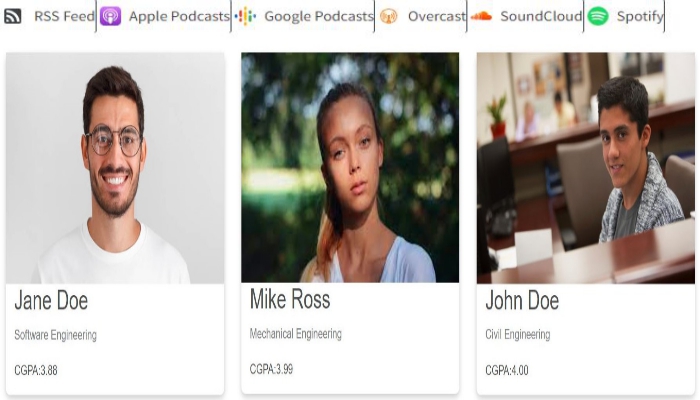 RSS Feed Apple Podcasts Google Podcasts Overcast SoundCloud Spotify
Jane Doe
Software Engineering
CGPA:3.88
Mike Ross
Mechanical Engineering
CGPA:3.99
John Doe
Civil Engineering
CGPA:4.00